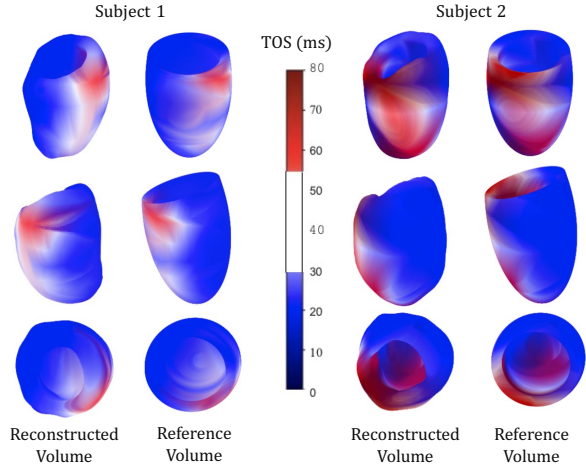 Subject 1
Subject 2
TOS (ms)
80
70
60
50
40
30
20
10
0
Reconstructed
Volume
Reference
Volume
Reconstructed
Volume
Reference
Volume